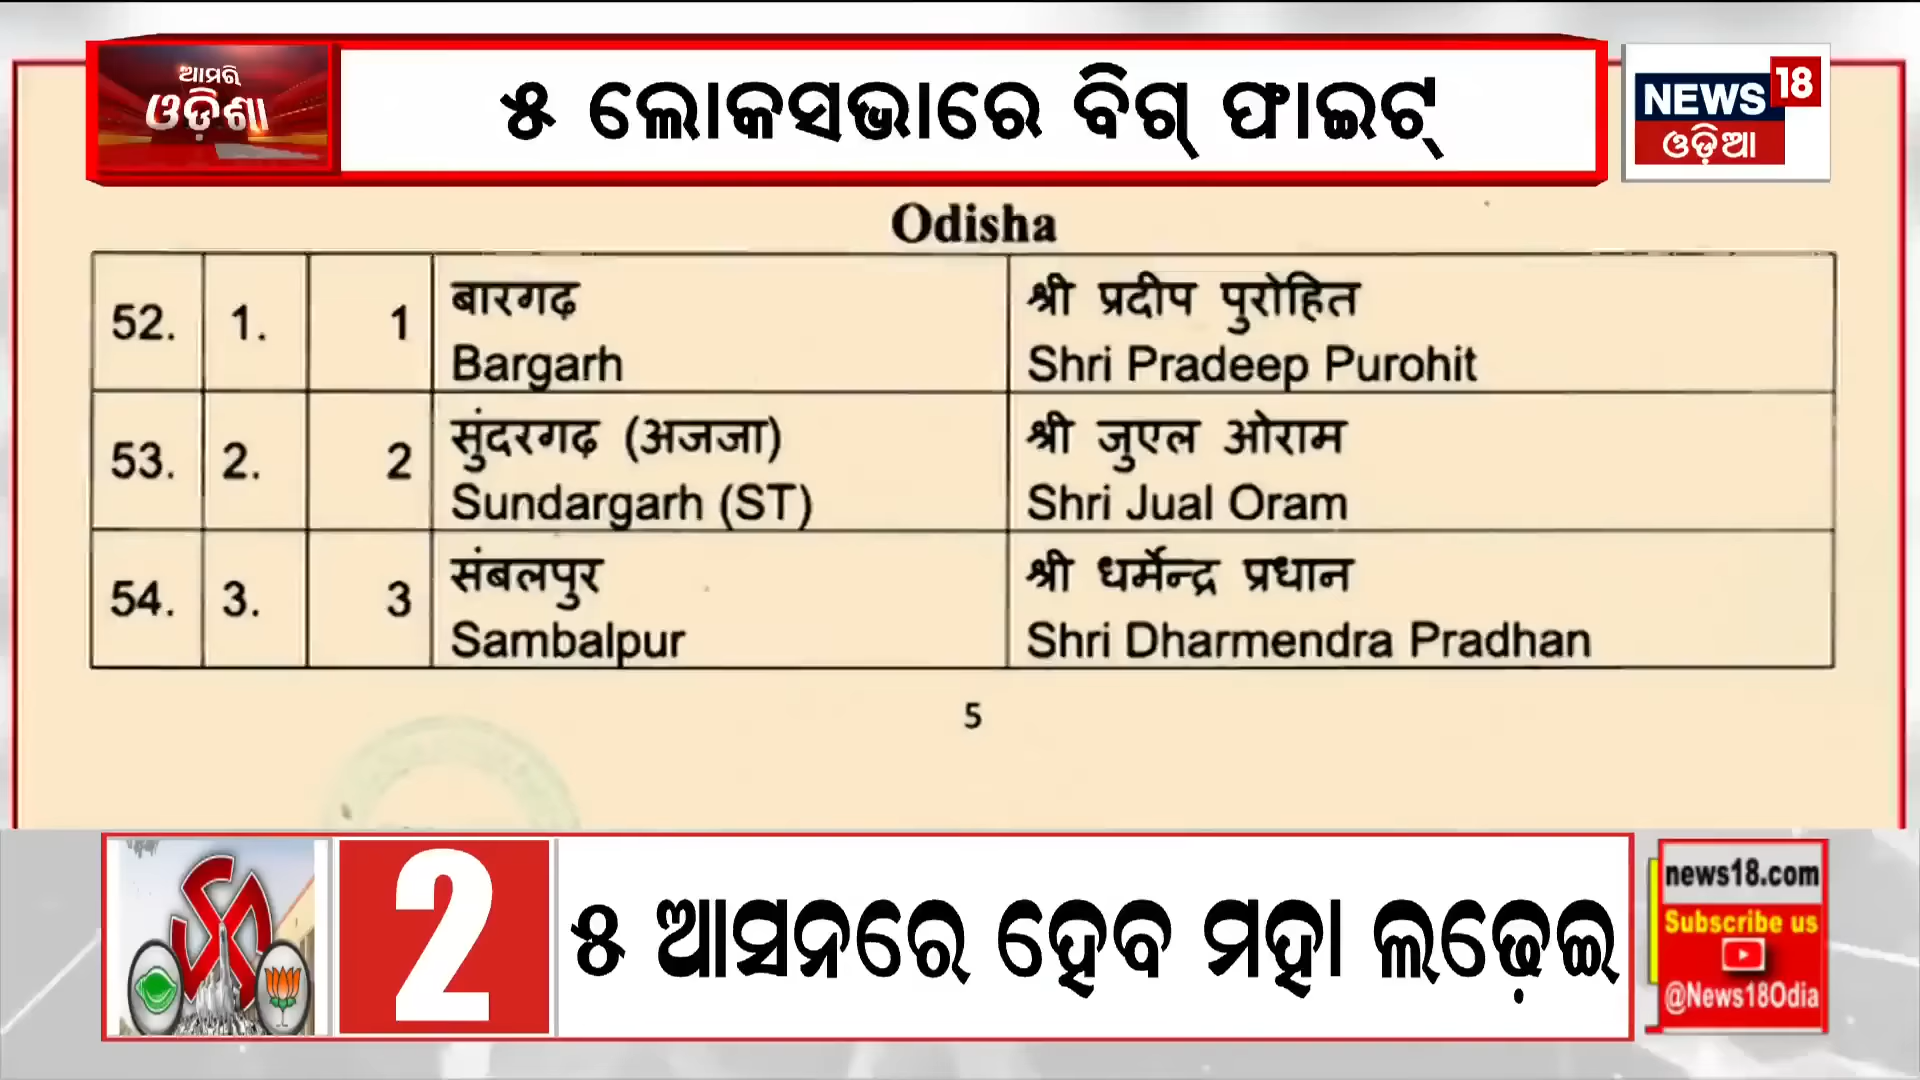 ଆମରି
ଓଡ଼ିଶା
୫ ଲୋକସଭାରେ ବିଗ୍ ଫାଇଟ୍
NEWS 18
ଓଡ଼ିଆ
Odisha
52. 1. 1 बारगढ़ श्री प्रदीप पुरोहित
Bargarh Shri Pradeep Purohit
53. 2. 2 सुंदरगढ़ (अजजा) श्री जुएल ओराम
Sundargarh (ST) Shri Jual Oram
54. 3. 3 संबलपुर श्री धर्मेन्द्र प्रधान
Sambalpur Shri Dharmendra Pradhan
5
2 ୫ ଆସନରେ ହେବ ମହା ଲଢ଼େଇ
news18.com
Subscribe us
@News18Odia